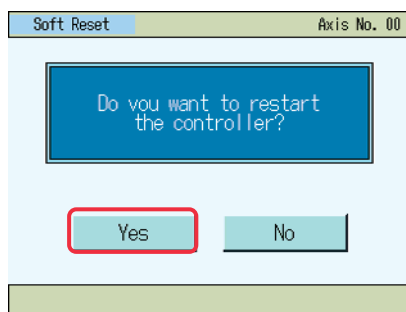 Soft Reset
Axis No. 00
Do you want to restart
the controller?
Yes
No